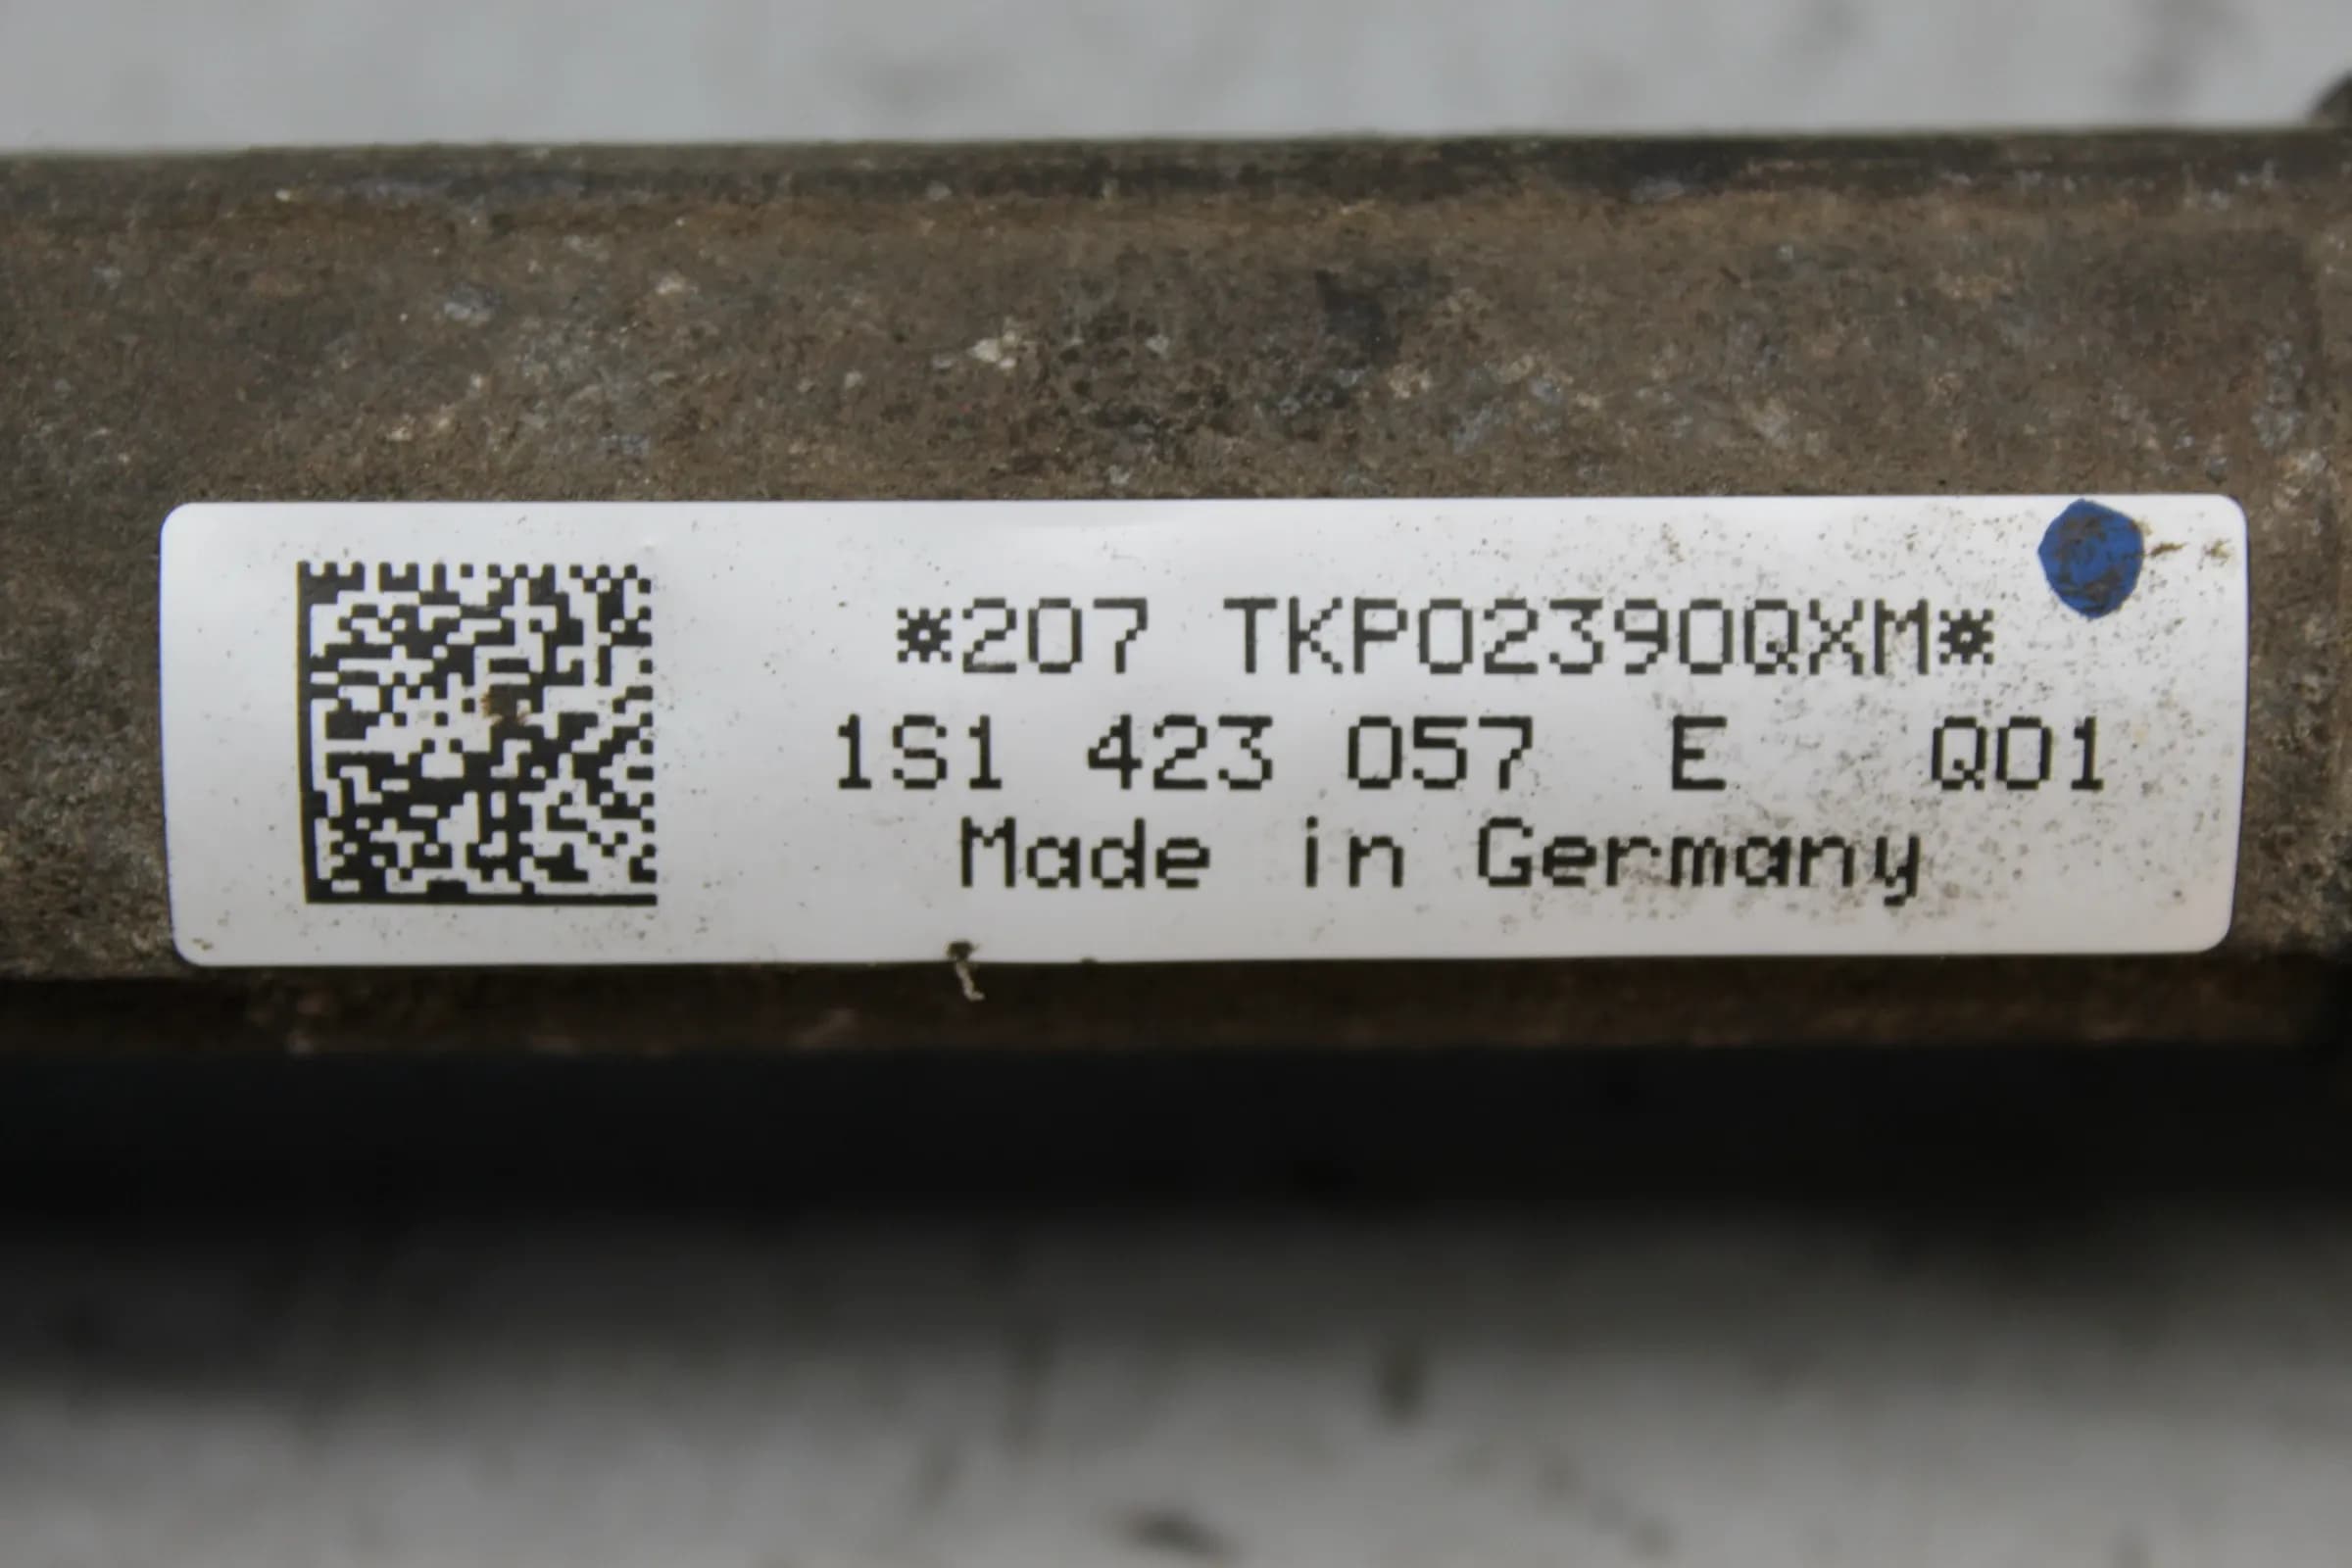 *207 TKP02390QXM*
1S1 423 057 E Q01
Made in Germany